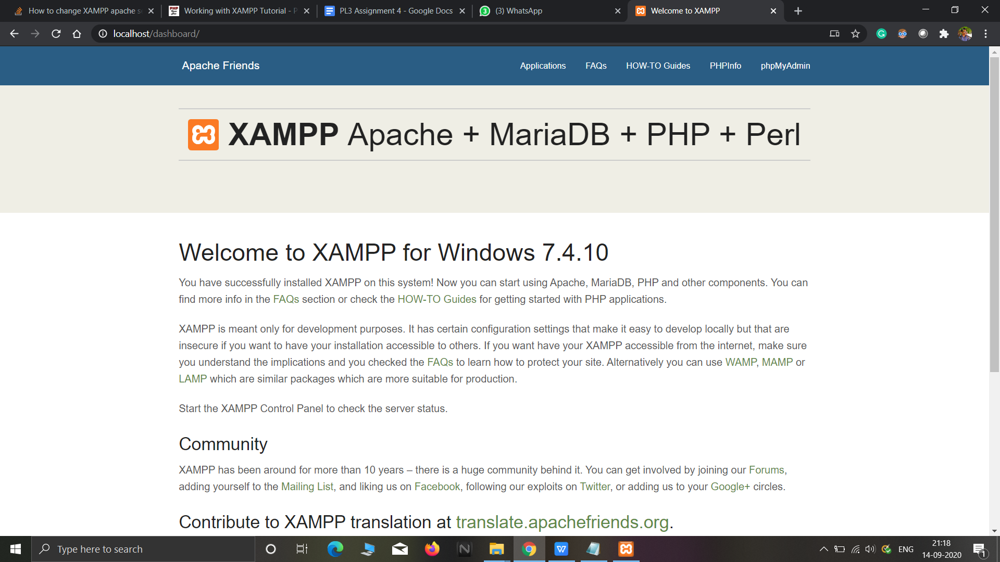 How to change XAMPP apache s
Working with XAMPP Tutorial - P
PL3 Assignment 4 - Google Docs
3 (3) WhatsApp
Welcome to XAMPP
localhost/dashboard/
Apache Friends
Applications
FAQs
HOW-TO Guides
PHPInfo
phpMyAdmin
XAMPP Apache + MariaDB + PHP + Perl
Welcome to XAMPP for Windows 7.4.10
You have successfully installed XAMPP on this system! Now you can start using Apache, MariaDB, PHP and other components. You can
find more info in the FAQs section or check the HOW-TO Guides for getting started with PHP applications.
XAMPP is meant only for development purposes. It has certain configuration settings that make it easy to develop locally but that are
insecure if you want to have your installation accessible to others. If you want have your XAMPP accessible from the internet, make sure
you understand the implications and you checked the FAQs to learn how to protect your site. Alternatively you can use WAMP, MAMP or
LAMP which are similar packages which are more suitable for production.
Start the XAMPP Control Panel to check the server status.
Community
XAMPP has been around for more than 10 years – there is a huge community behind it. You can get involved by joining our Forums,
adding yourself to the Mailing List, and liking us on Facebook, following our exploits on Twitter, or adding us to your Google+ circles.
Contribute to XAMPP translation at translate.apachefriends.org.
Type here to search
ENG
21:18
14-09-2020
1